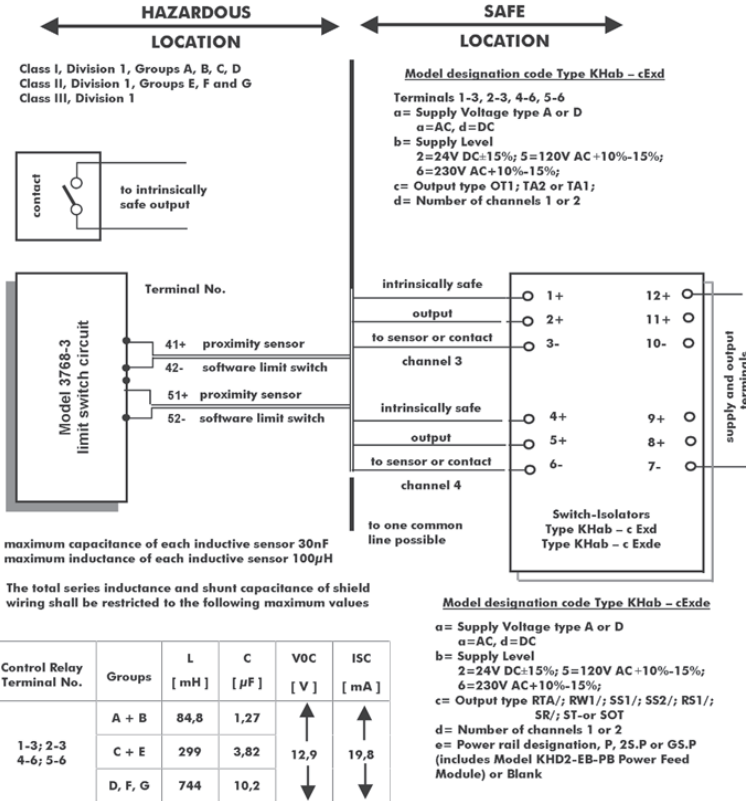 HAZARDOUS
LOCATION
SAFE
LOCATION
Class I, Division 1, Groups A, B, C, D
Class II, Division 1, Groups E, F and G
Class III, Division 1
Model designation code Type KHab – cExd
Terminals 1-3, 2-3, 4-6, 5-6
a= Supply Voltage type A or D
a=AC, d=DC
b= Supply Level
2=24V DC±15%; 5=120V AC +10%-15%;
6=230V AC+10%-15%;
c= Output type OT1; TA2 or TA1;
d= Number of channels 1 or 2
contact
to intrinsically
safe output
Model 3768-3
limit switch circuit
Terminal No.
41+ proximity sensor
42- software limit switch
51+ proximity sensor
52- software limit switch
intrinsically safe
output
to sensor or contact
channel 3
intrinsically safe
output
to sensor or contact
channel 4
to one common
line possible
1+ 12+
2+ 11+
3- 10-
4+ 9+
5+ 8+
6- 7-
Switch-Isolators
Type KHab – c Exd
Type KHab – c Exde
supply and output
terminals
maximum capacitance of each inductive sensor 30nF
maximum inductance of each inductive sensor 100µH
The total series inductance and shunt capacitance of shield
wiring shall be restricted to the following maximum values
Control Relay
Terminal No.
Groups
L
[ mH ]
C
[ µF ]
V0C
[ V ]
ISC
[ mA ]
1-3; 2-3
4-6; 5-6
A + B 84,8 1,27
C + E 299 3,82 12,9 19,8
D, F, G 744 10,2
Model designation code Type KHab – cExde
a= Supply Voltage type A or D
a=AC, d=DC
b= Supply Level
2=24V DC±15%; 5=120V AC +10%-15%;
6=230V AC+10%-15%;
c= Output type RTA/; RW1/; SS1/; SS2/; RS1/;
SR/; ST-or SOT
d= Number of channels 1 or 2
e= Power rail designation, P, 2S.P or GS.P
(includes Model KHD2-EB-PB Power Feed
Module) or Blank